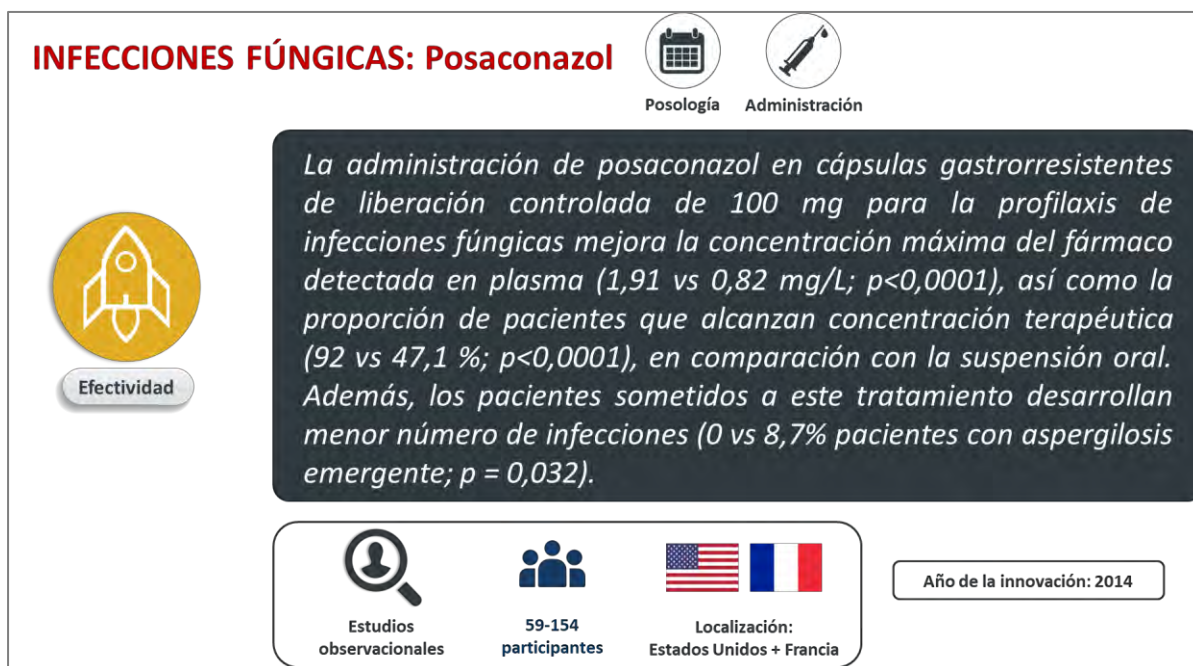 INFECCIONES FÚNGICAS: Posaconazol
Posología
Administración
La administración de posaconazol en cápsulas gastrorresistentes
de liberación controlada de 100 mg para la profilaxis de
infecciones fúngicas mejora la concentración máxima del fármaco
detectada en plasma (1,91 vs 0,82 mg/L; p<0,0001), así como la
proporción de pacientes que alcanzan concentración terapéutica
(92 vs 47,1 %; p<0,0001), en comparación con la suspensión oral.
Además, los pacientes sometidos a este tratamiento desarrollan
menor número de infecciones (0 vs 8,7% pacientes con aspergilosis
emergente; p = 0,032).
Efectividad
Estudios
observacionales
59-154
participantes
Localización:
Estados Unidos + Francia
Año de la innovación: 2014